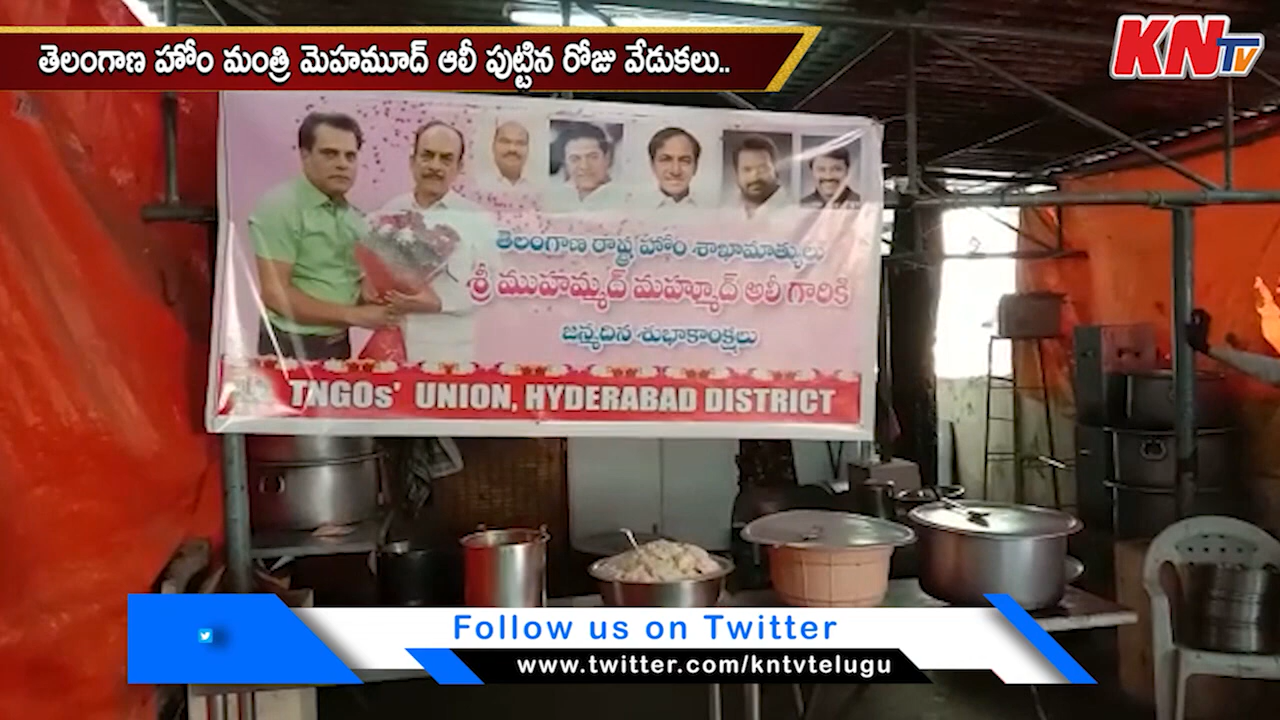 తెలంగాణ హోం మంత్రి మెహమూద్ ఆలీ పుట్టిన రోజు వేడుకలు..
KNTV
తెలంగాణ రాష్ట్ర హోం శాఖామాత్యులు
శ్రీ ముహమ్మద్ మహ్మూద్ అలీ గారికి
జన్మదిన శుభాకాంక్షలు
TNGOs' UNION, HYDERABAD DISTRICT
Follow us on Twitter
www.twitter.com/kntvtelugu